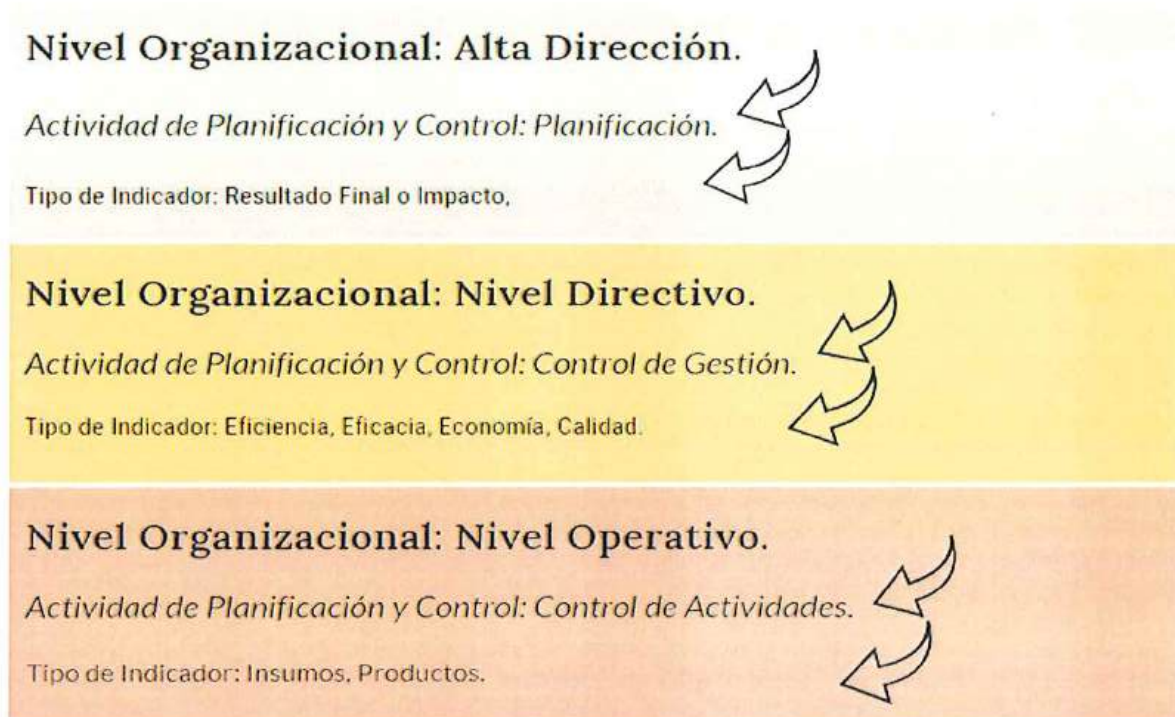 Nivel Organizacional: Alta Dirección.
Actividad de Planificación y Control: Planificación.
Tipo de Indicador: Resultado Final o Impacto,
Nivel Organizacional: Nivel Directivo.
Actividad de Planificación y Control: Control de Gestión.
Tipo de Indicador: Eficiencia, Eficacia, Economía, Calidad.
Nivel Organizacional: Nivel Operativo.
Actividad de Planificación y Control: Control de Actividades.
Tipo de Indicador: Insumos, Productos.